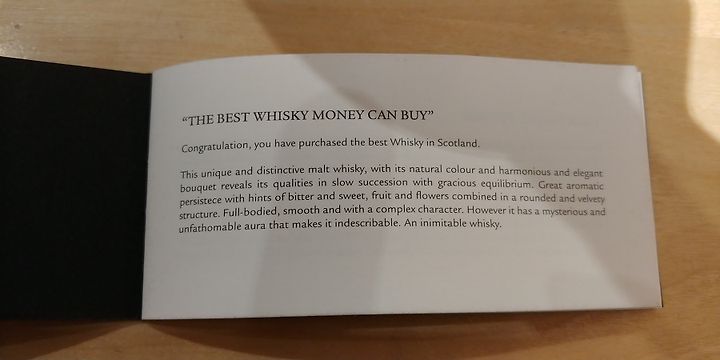 “THE BEST WHISKY MONEY CAN BUY”
Congratulation, you have purchased the best Whisky in Scotland.
This unique and distinctive malt whisky, with its natural colour and harmonious and elegant
bouquet reveals its qualities in slow succession with gracious equilibrium. Great aromatic
persistece with hints of bitter and sweet, fruit and flowers combined in a rounded and velvety
structure. Full-bodied, smooth and with a complex character. However it has a mysterious and
unfathomable aura that makes it indescribable. An inimitable whisky.